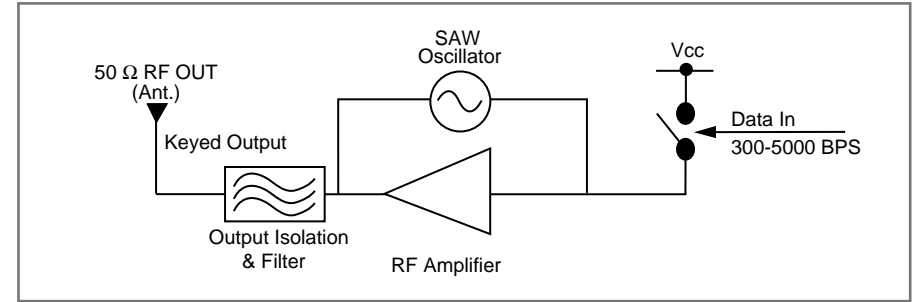 SAW
Oscillator
Vcc
50 Ω RF OUT
(Ant.)
Data In
Keyed Output
300-5000 BPS
Output Isolation
& Filter
RF Amplifier